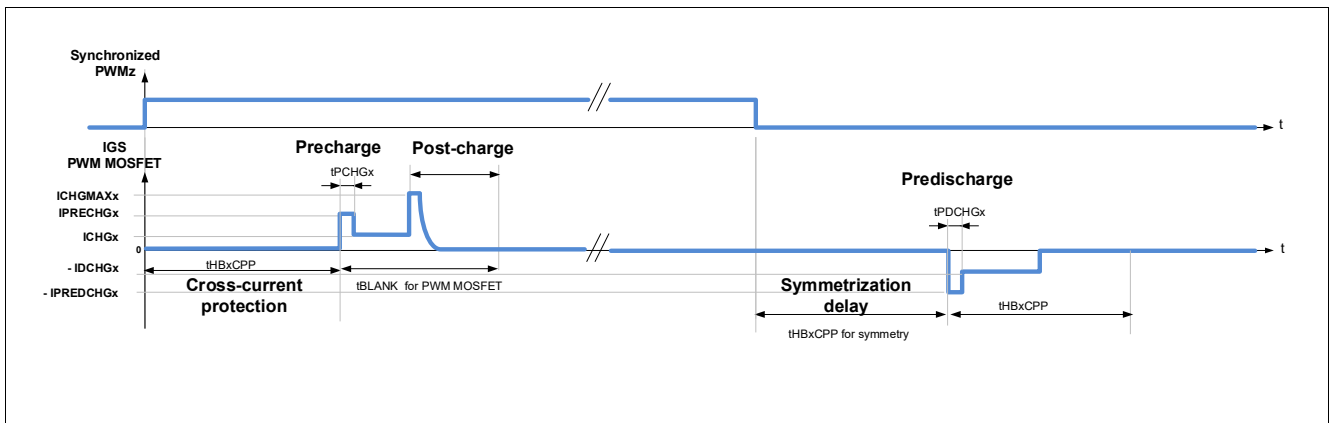 Synchronized
PWMz
t
IGS
PWM MOSFET
Precharge
Post-charge
tPCHGx
Predischarge
tPDCHGx
ICHGMAXx
IPRECHGx
ICHGx
0
t
- IDCHGx
- IPREDCHGx
tHBxCPP
Cross-current
protection
tBLANK for PWM MOSFET
Symmetrization
delay
tHBxCPP
tHBxCPP for symmetry